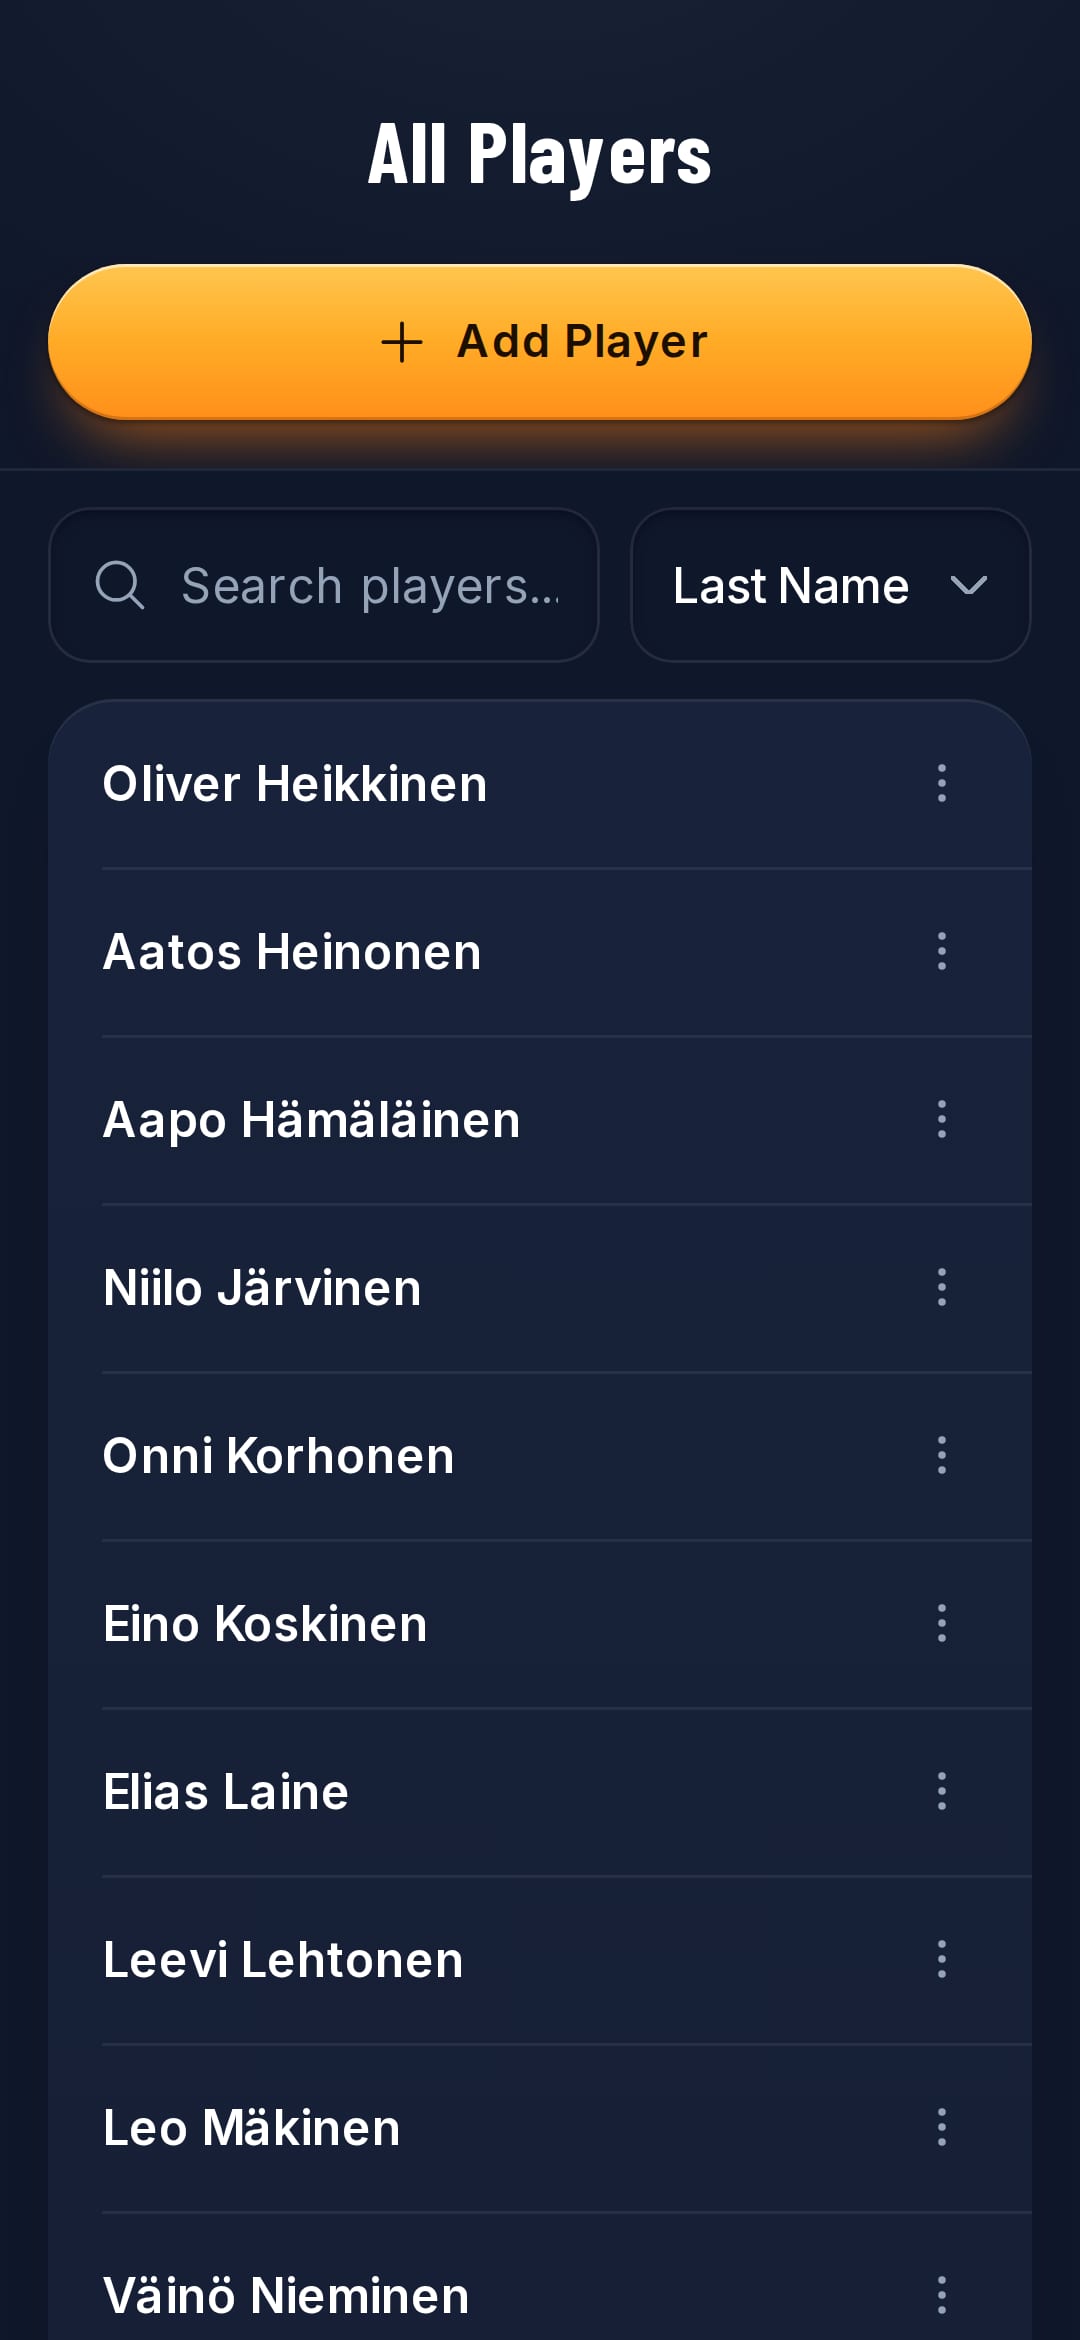 All Players
Add Player
Search players...
Last Name
Oliver Heikkinen
Aatos Heinonen
Aapo Hämäläinen
Niilo Järvinen
Onni Korhonen
Eino Koskinen
Elias Laine
Leevi Lehtonen
Leo Mäkinen
Väinö Nieminen